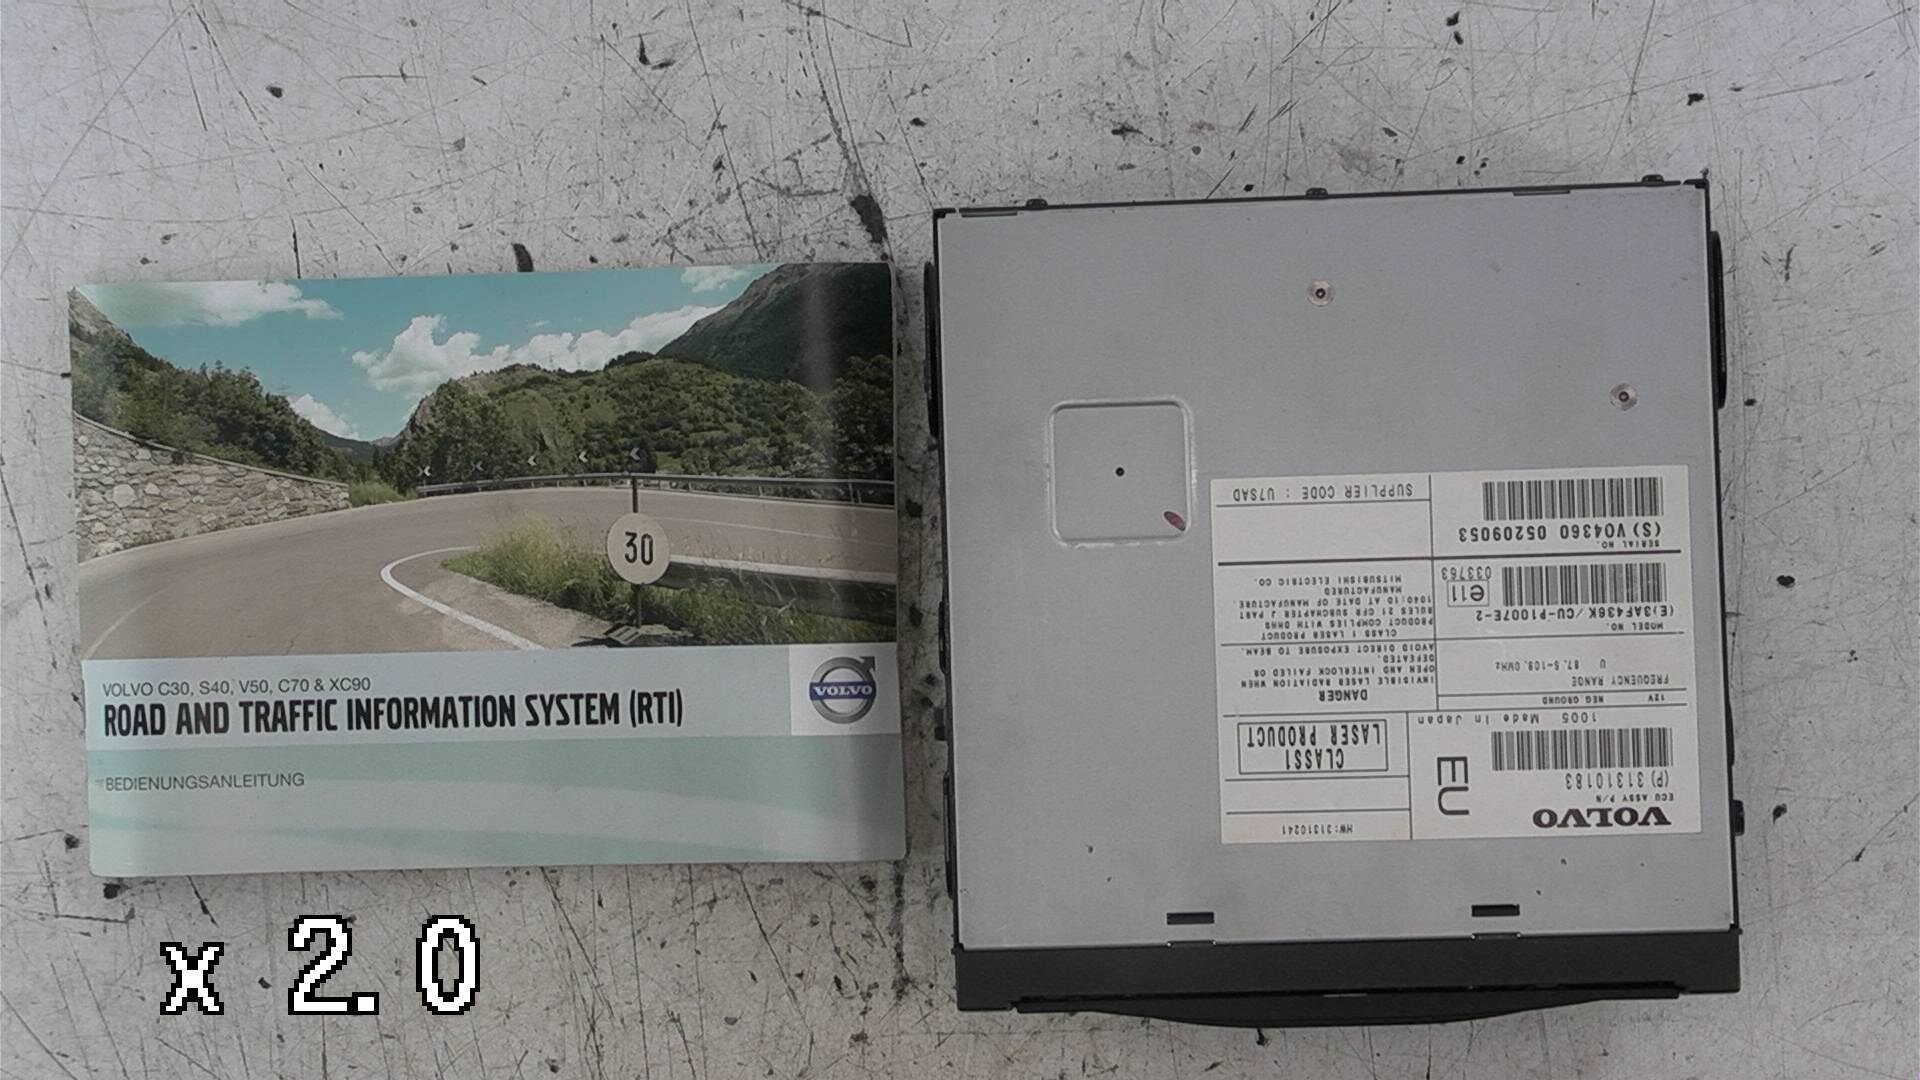 30
VOLVO C30, S40, V50, C70 & XC90
ROAD AND TRAFFIC INFORMATION SYSTEM (RTI)
VOLVO
BEDIENUNGSANLEITUNG
x 2.0
VOLVO
ECU ASSY P/N
(P) 31310183
EU
1005 Made in Japan
12V NEG GROUND
FREQUENCY RANGE
U 87.5-108.0MHz
MODEL NO.
(E)3AF436K/CU-P1007E-2
e11
033763
SERIAL NO.
(S) VO4360 05209053
HW:31310241
CLASS1
LASER PRODUCT
DANGER
INVISIBLE LASER RADIATION WHEN
OPEN AND INTERLOCK FAILED OR
DEFEATED.
AVOID DIRECT EXPOSURE TO BEAM.
CLASS 1 LASER PRODUCT
PRODUCT COMPLIES WITH DHHS
RULES 21 CFR SUBCHAPTER J PART
1040:10 AT DATE OF MANUFACTURE.
MANUFACTURED
MITSUBISHI ELECTRIC CO.
SUPPLIER CODE : U7SAD